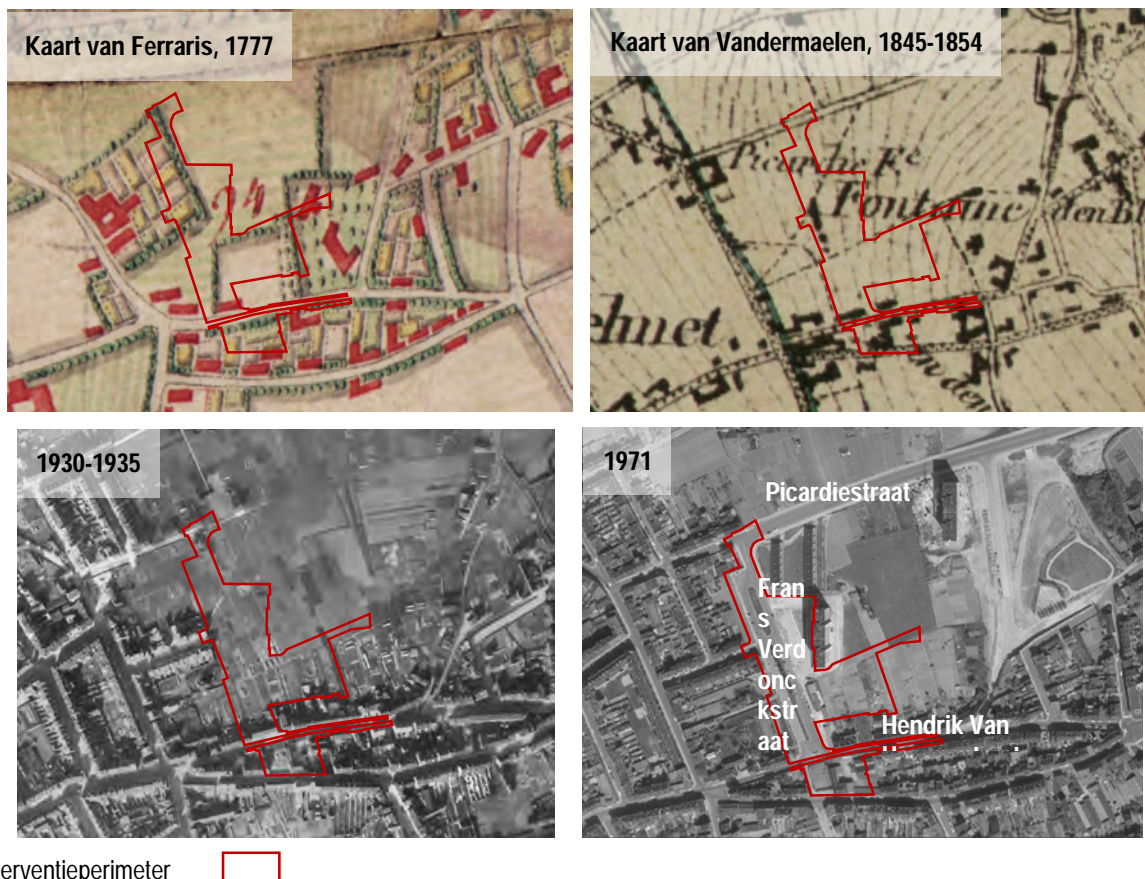 Kaart van Ferraris, 1777
Kaart van Vandermaelen, 1845-1854
Picardie Fe
Fontaine
1930-1935
1971
Picardiestraat
Fran
s
Verd
onc
kstr
aat
Hendrik Van
erventieperimeter